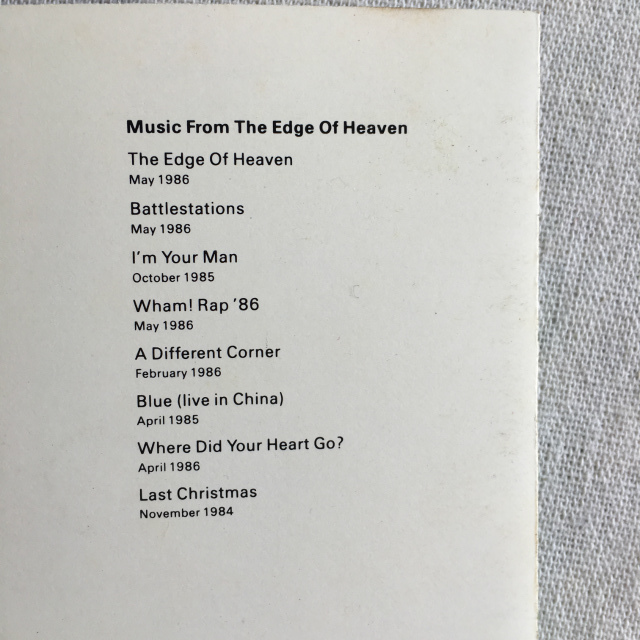 Music From The Edge Of Heaven
The Edge Of Heaven
May 1986
Battlestations
May 1986
I'm Your Man
October 1985
Wham! Rap '86
May 1986
A Different Corner
February 1986
Blue (live in China)
April 1985
Where Did Your Heart Go?
April 1986
Last Christmas
November 1984